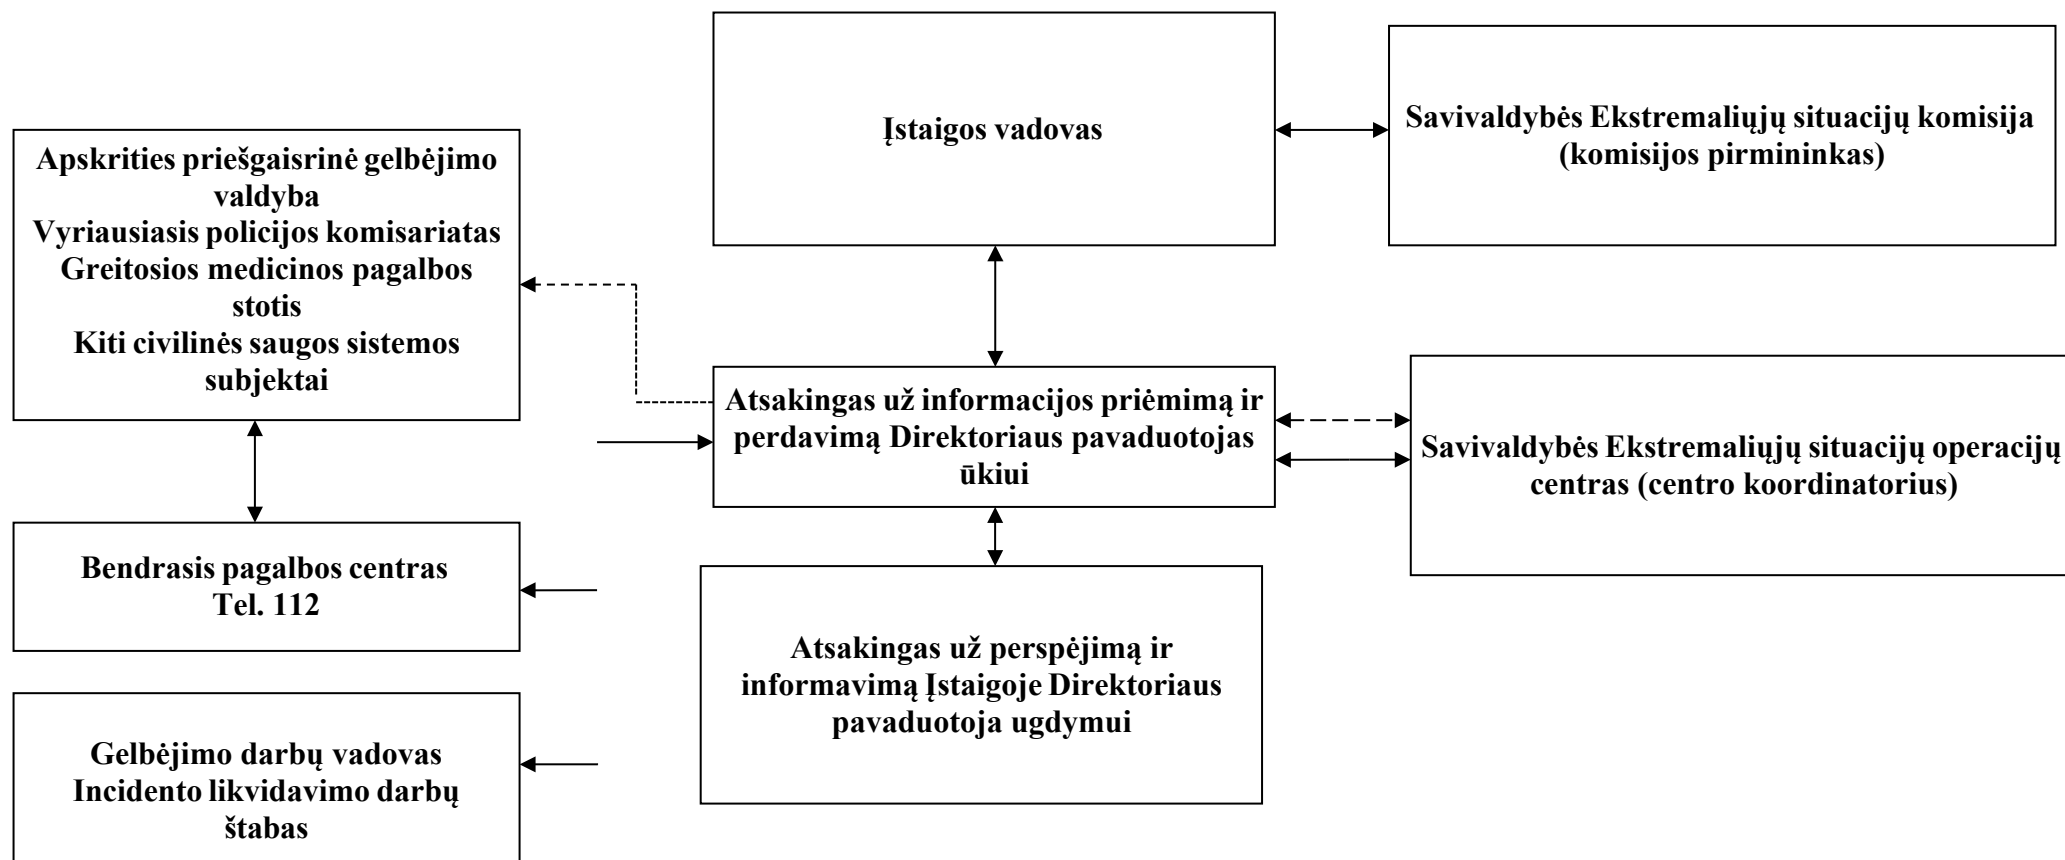 Įstaigos vadovas
Savivaldybės Ekstremaliųjų situacijų komisija
(komisijos pirmininkas)
Apskrities priešgaisrinė gelbėjimo
valdyba
Vyriausiasis policijos komisariatas
Greitosios medicinos pagalbos
stotis
Kiti civilinės saugos sistemos
subjektai
Atsakingas už informacijos priėmimą ir
perdavimą Direktoriaus pavaduotojas
ūkiui
Savivaldybės Ekstremaliųjų situacijų operacijų
centras (centro koordinatorius)
Bendrasis pagalbos centras
Tel. 112
Atsakingas už perspėjimą ir
informavimą Įstaigoje Direktoriaus
pavaduotoja ugdymui
Gelbėjimo darbų vadovas
Incidento likvidavimo darbų
štabas